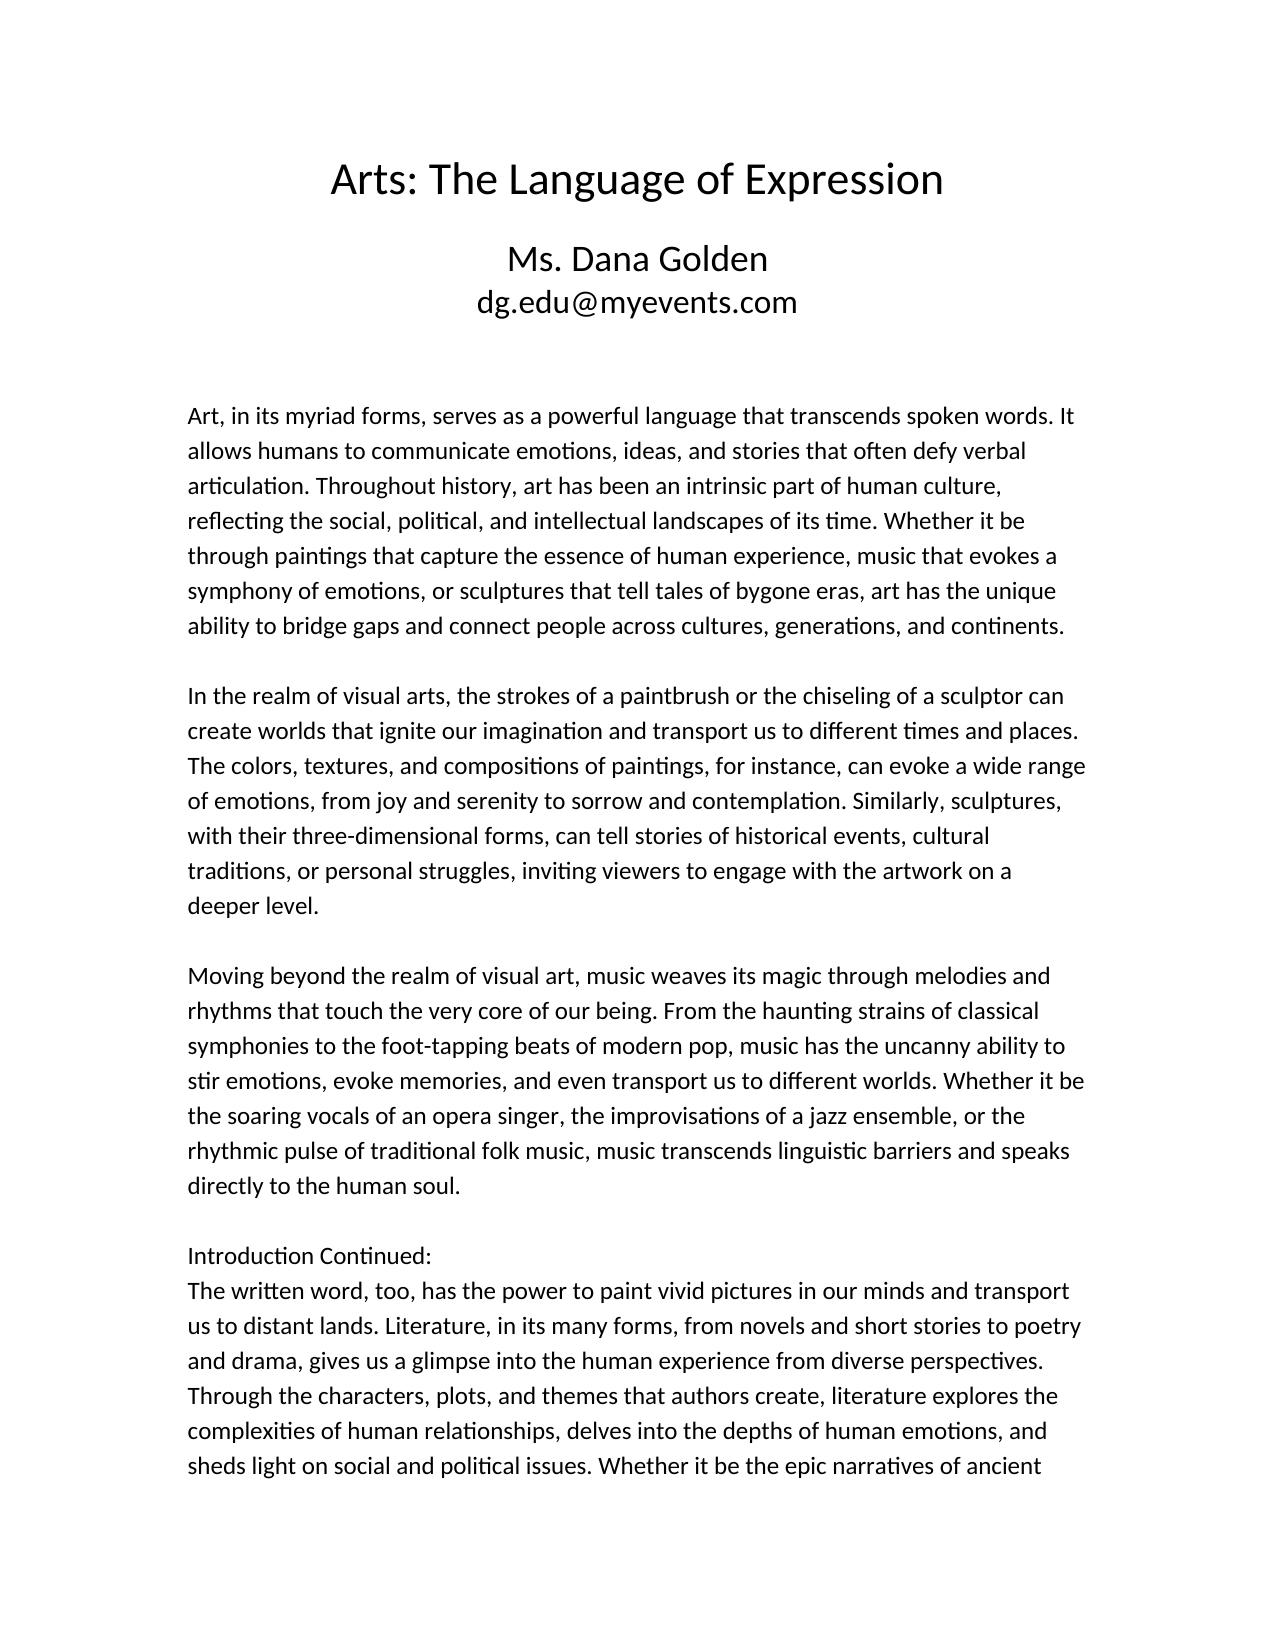 Arts: The Language of Expression
Ms. Dana Golden
dg.edu@myevents.com
Art, in its myriad forms, serves as a powerful language that transcends spoken words. It
allows humans to communicate emotions, ideas, and stories that often defy verbal
articulation. Throughout history, art has been an intrinsic part of human culture,
reflecting the social, political, and intellectual landscapes of its time. Whether it be
through paintings that capture the essence of human experience, music that evokes a
symphony of emotions, or sculptures that tell tales of bygone eras, art has the unique
ability to bridge gaps and connect people across cultures, generations, and continents.
In the realm of visual arts, the strokes of a paintbrush or the chiseling of a sculptor can
create worlds that ignite our imagination and transport us to different times and places.
The colors, textures, and compositions of paintings, for instance, can evoke a wide range
of emotions, from joy and serenity to sorrow and contemplation. Similarly, sculptures,
with their three-dimensional forms, can tell stories of historical events, cultural
traditions, or personal struggles, inviting viewers to engage with the artwork on a
deeper level.
Moving beyond the realm of visual art, music weaves its magic through melodies and
rhythms that touch the very core of our being. From the haunting strains of classical
symphonies to the foot-tapping beats of modern pop, music has the uncanny ability to
stir emotions, evoke memories, and even transport us to different worlds. Whether it be
the soaring vocals of an opera singer, the improvisations of a jazz ensemble, or the
rhythmic pulse of traditional folk music, music transcends linguistic barriers and speaks
directly to the human soul.
Introduction Continued:
The written word, too, has the power to paint vivid pictures in our minds and transport
us to distant lands. Literature, in its many forms, from novels and short stories to poetry
and drama, gives us a glimpse into the human experience from diverse perspectives.
Through the characters, plots, and themes that authors create, literature explores the
complexities of human relationships, delves into the depths of human emotions, and
sheds light on social and political issues. Whether it be the epic narratives of ancient